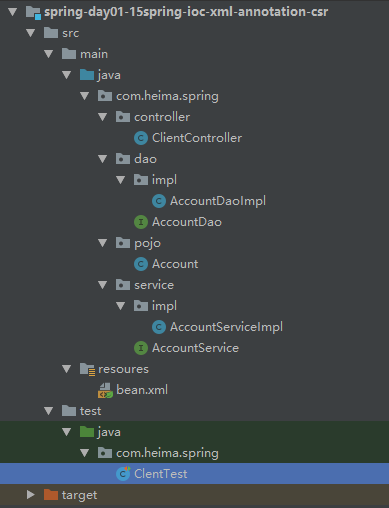 spring-day01-15spring-ioc-xml-annotation-csr
src
main
java
com.heima.spring
controller
ClientController
dao
impl
AccountDaoImpl
AccountDao
pojo
Account
service
impl
AccountServiceImpl
AccountService
resoures
bean.xml
test
java
com.heima.spring
ClentTest
target